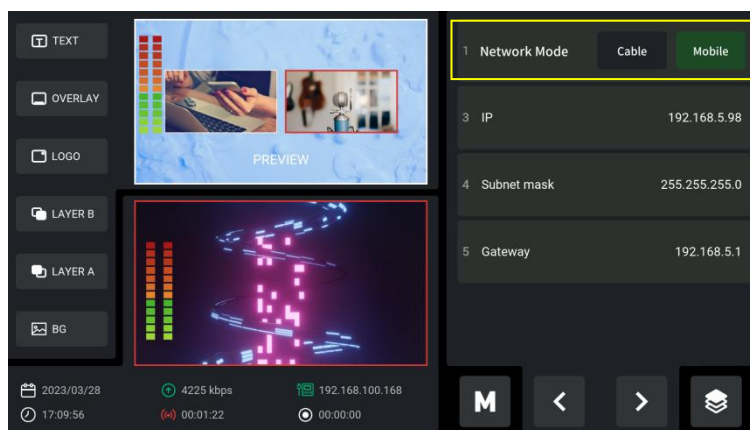 TEXT
OVERLAY
LOGO
LAYER B
LAYER A
BG
PREVIEW
1 Network Mode Cable Mobile
3 IP 192.168.5.98
4 Subnet mask 255.255.255.0
5 Gateway 192.168.5.1
2023/03/28 4225 kbps 192.168.100.168
17:09:56 00:01:22 00:00:00
M